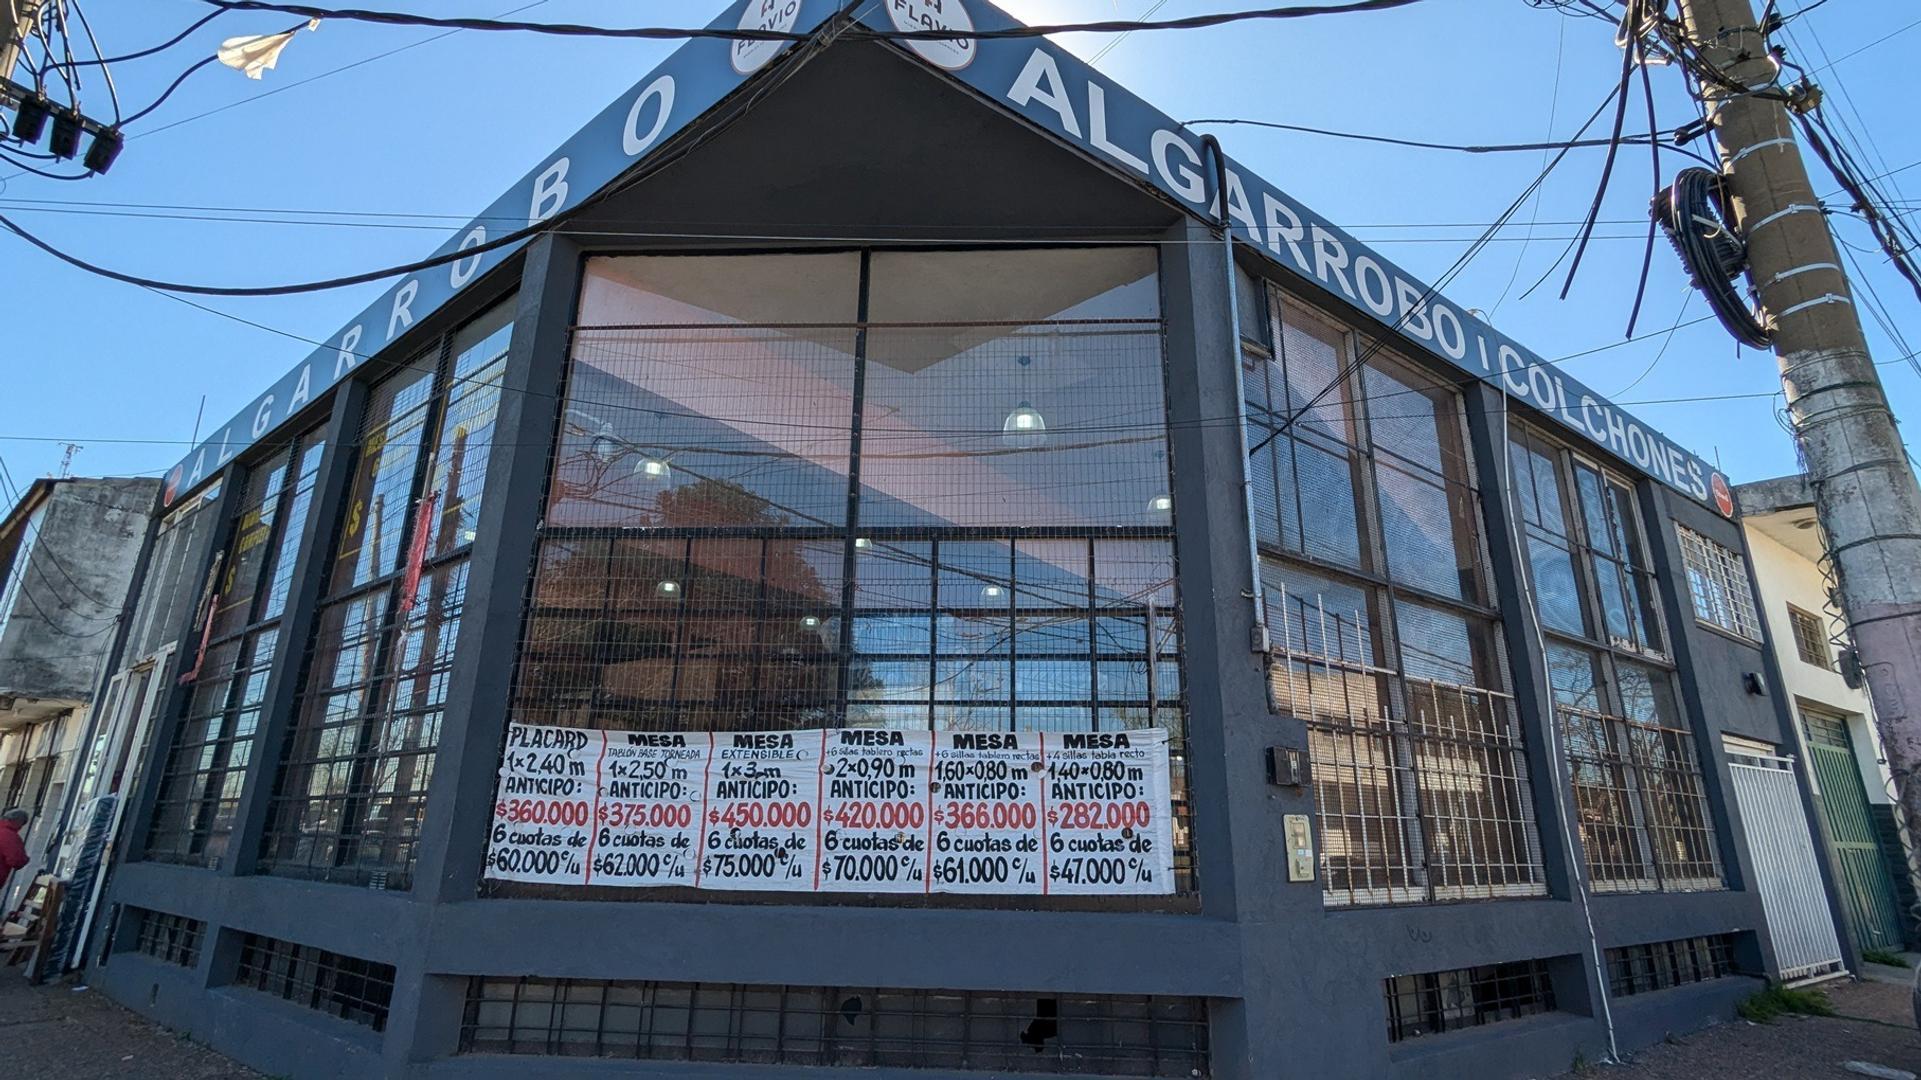 FLAVIO
FLAVIO
ALGARROBO
ALGARROBO | COLCHONES
$
$
PLACARD
1×2,40 m
ANTICIPO:
$360.000
6 cuotas de
$60.000 c/u
MESA
TABLÓN BASE TORNEADA
1×2,50 m
ANTICIPO:
$375.000
6 cuotas de
$62.000 c/u
MESA
EXTENSIBLE
1×3 m
ANTICIPO:
$450.000
6 cuotas de
$75.000 c/u
MESA
+6 sillas tablero rectas
2×0,90 m
ANTICIPO:
$420.000
6 cuotas de
$70.000 c/u
MESA
+6 sillas tablero rectas
1,60×0,80 m
ANTICIPO:
$366.000
6 cuotas de
$61.000 c/u
MESA
+4 sillas tabla recto
1,40×0,80 m
ANTICIPO:
$282.000
6 cuotas de
$47.000 c/u